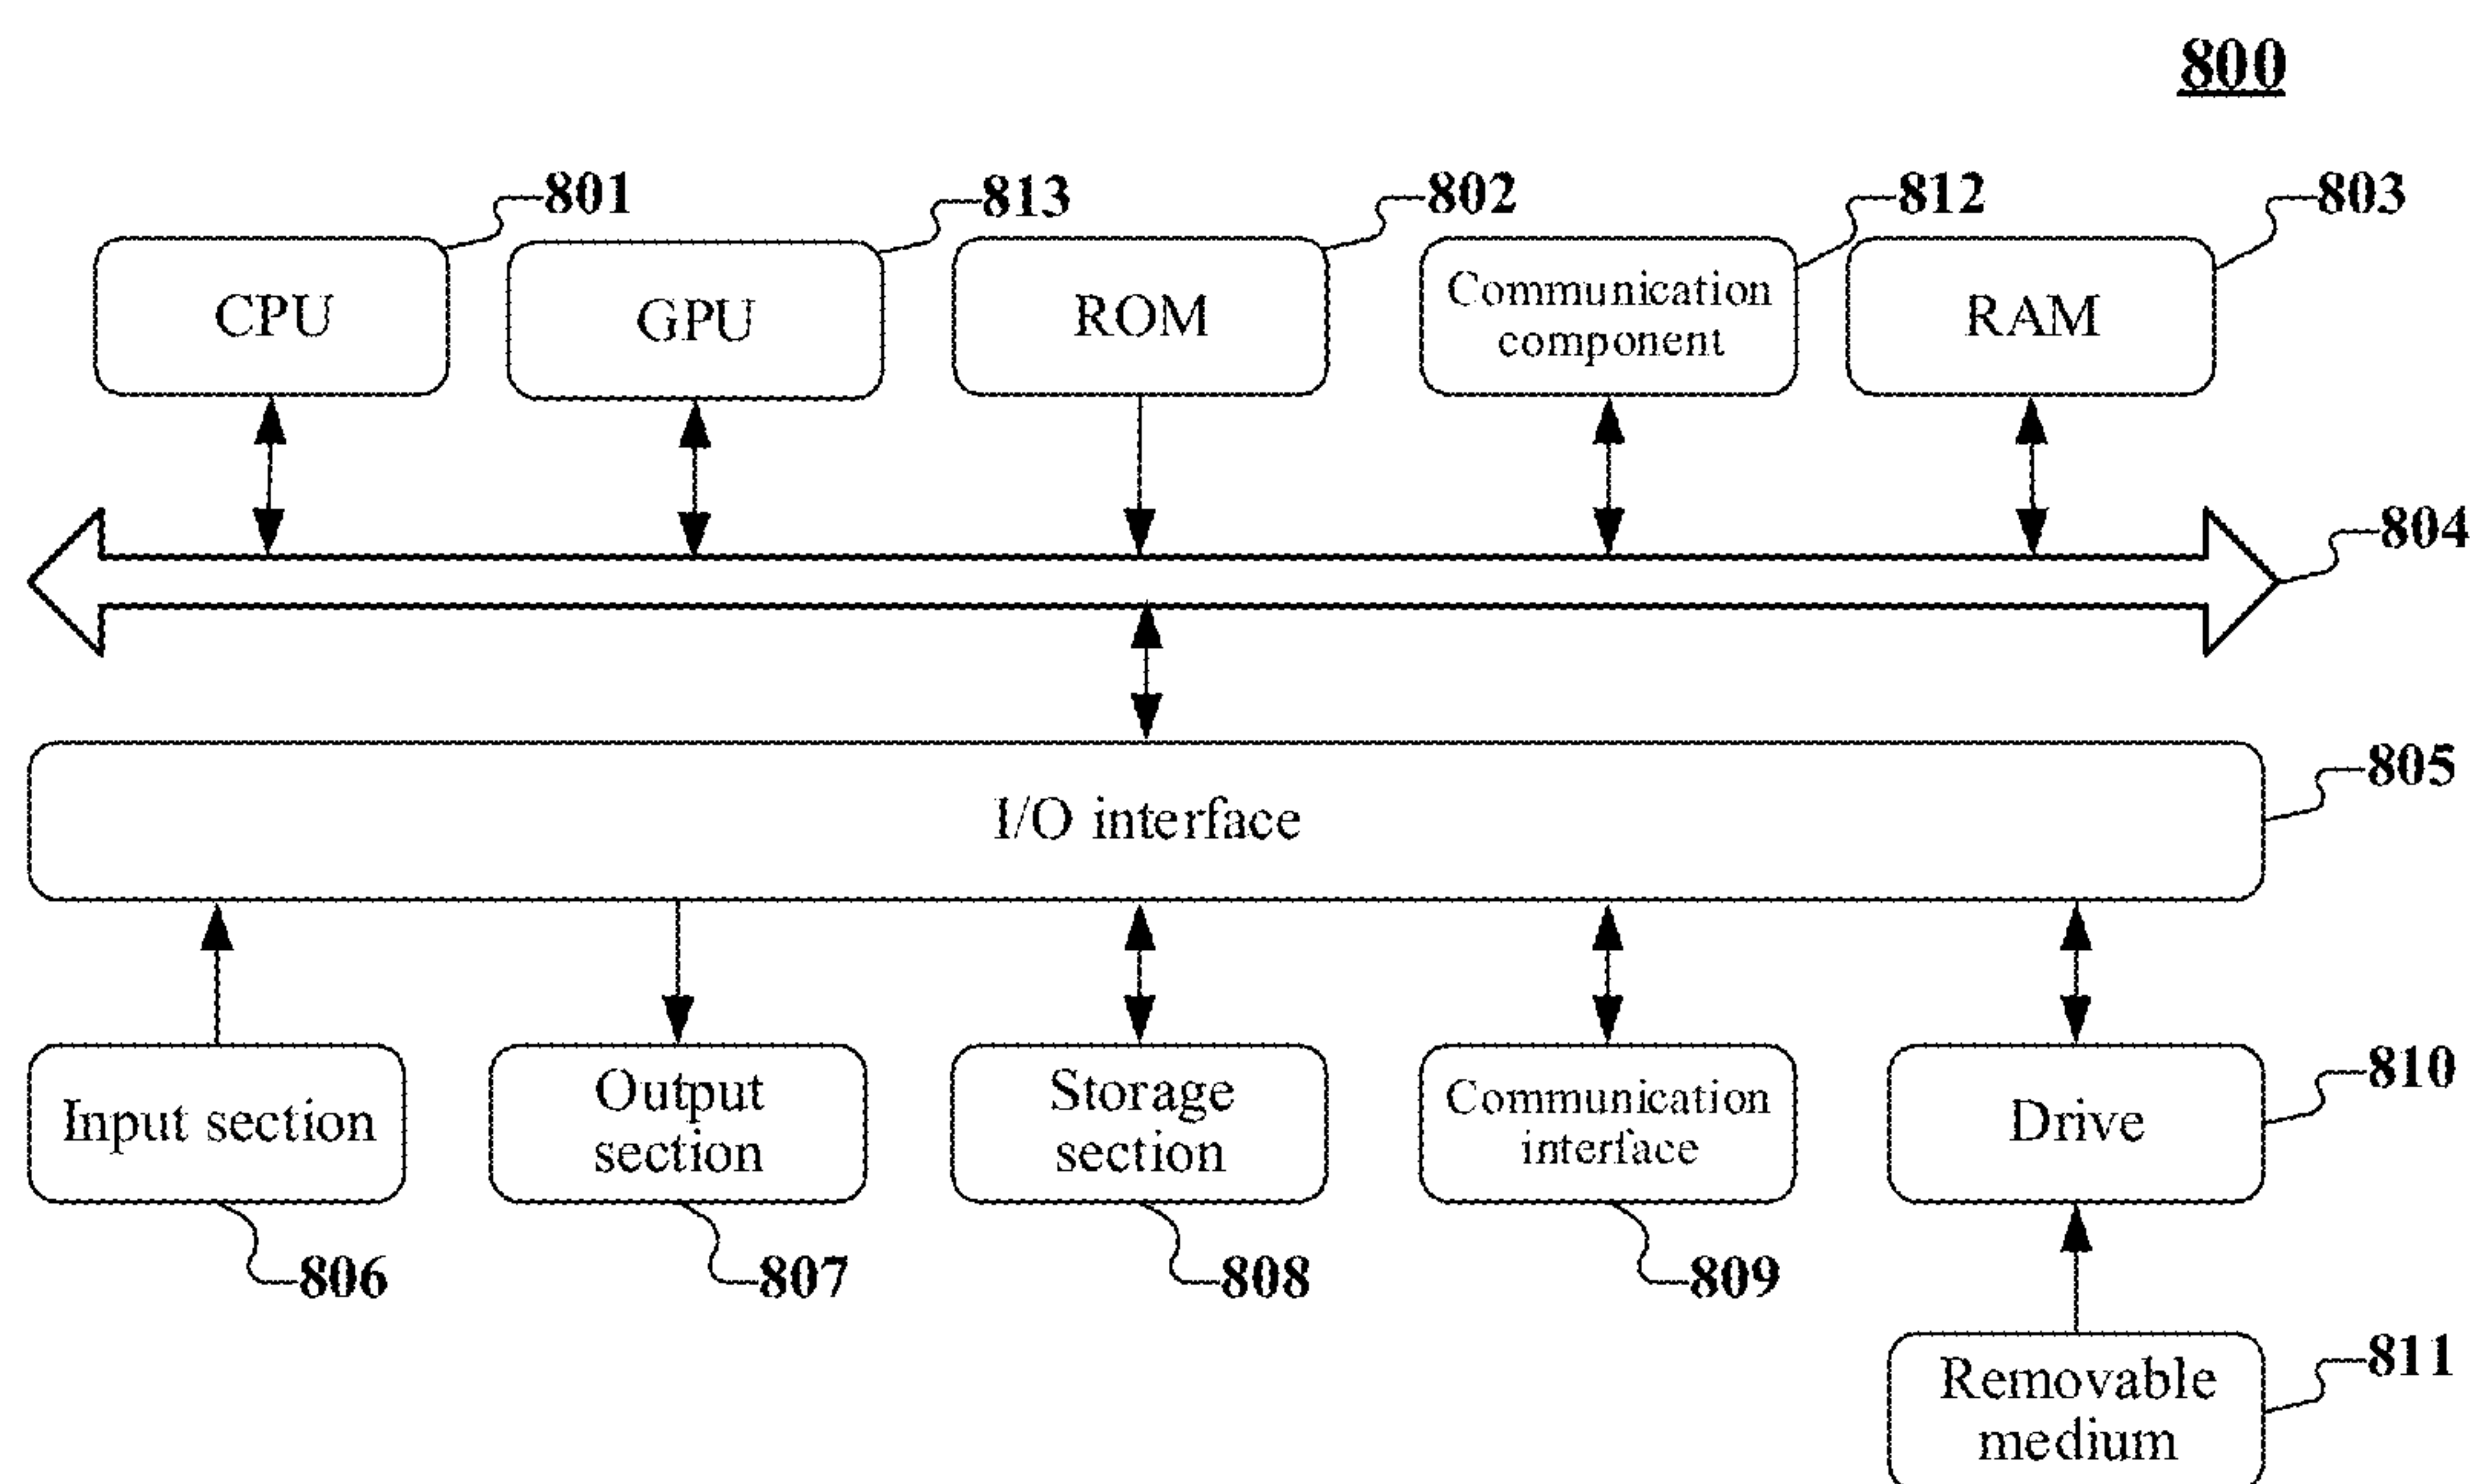 800
801
813
802
812
803
CPU
GPU
ROM
Communication
component
RAM
804
805
I/O interface
Input section
Output
section
Storage
section
Communication
interface
Drive
810
806
807
808
809
811
Removable
medium